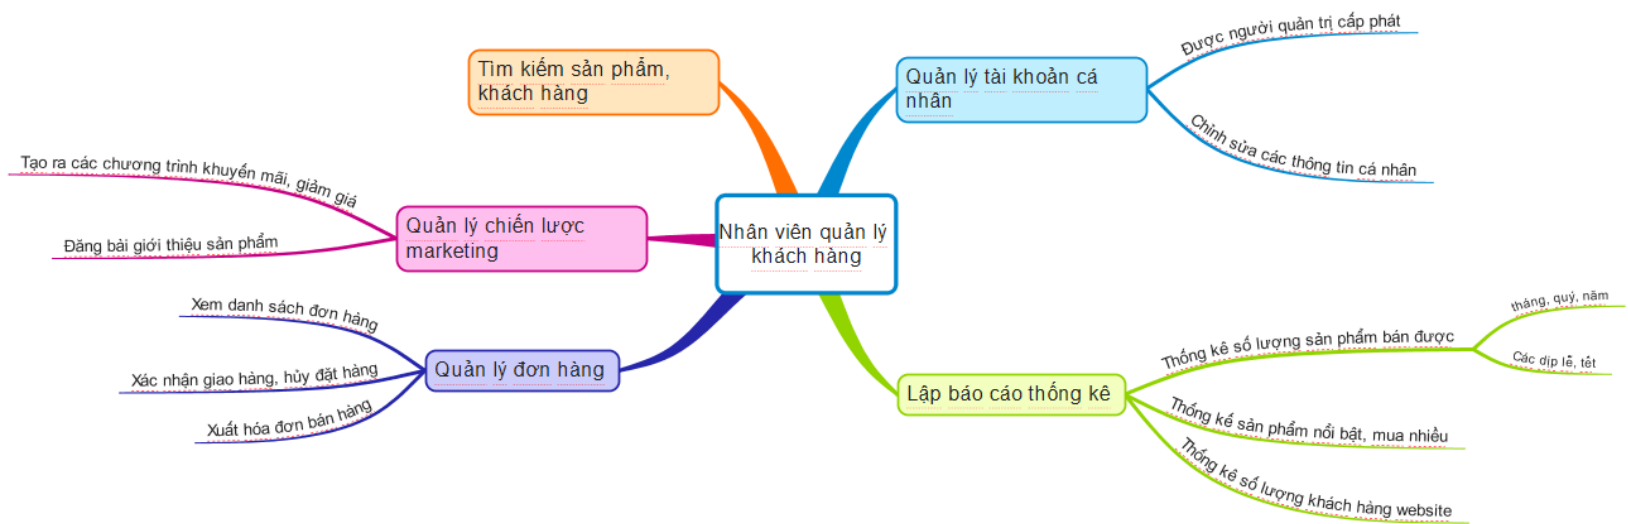 Nhân viên quản lý
khách hàng
Tìm kiếm sản phẩm,
khách hàng
Quản lý chiến lược
marketing
Tạo ra các chương trình khuyến mãi, giảm giá
Đăng bài giới thiệu sản phẩm
Quản lý đơn hàng
Xem danh sách đơn hàng
Xác nhận giao hàng, hủy đặt hàng
Xuất hóa đơn bán hàng
Quản lý tài khoản cá
nhân
Được người quản trị cấp phát
Chỉnh sửa các thông tin cá nhân
Lập báo cáo thống kê
Thống kê số lượng sản phẩm bán được
tháng, quý, năm
Các dịp lễ, tết
Thống kế sản phẩm nổi bật, mua nhiều
Thống kê số lượng khách hàng website